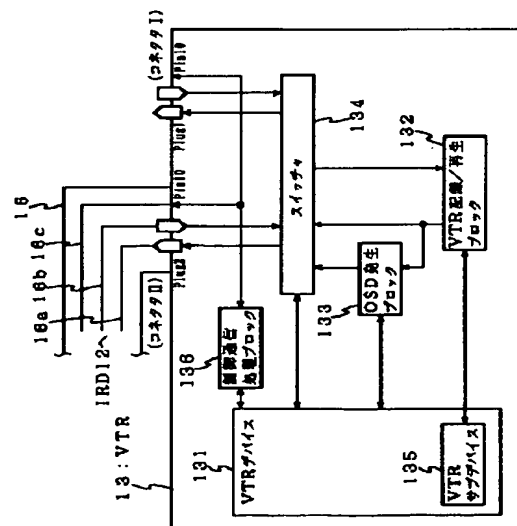 13:VTR
IRD12へ
16a
16b
16c
16
(コネクタII)
Plug2
Pin10
Plug1
Pin10
(コネクタI)
136
制御通信
処理ブロック
スイッチャ
134
131
VTRデバイス
133
OSD発生
ブロック
132
VTR記録/再生
ブロック
135
VTR
サブデバイス